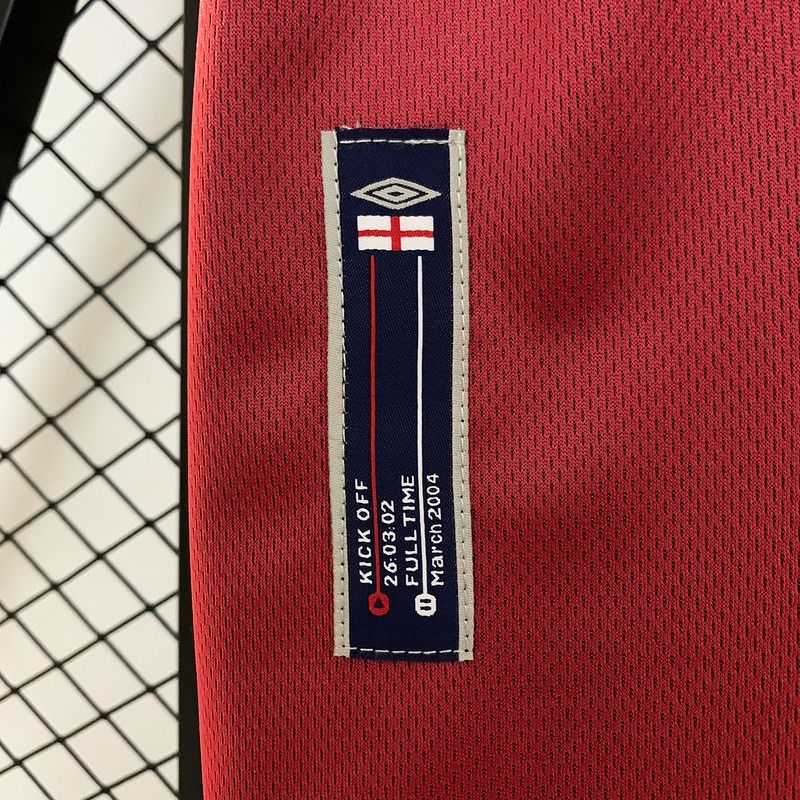 KICK OFF
26:03:02
FULL TIME
March 2004